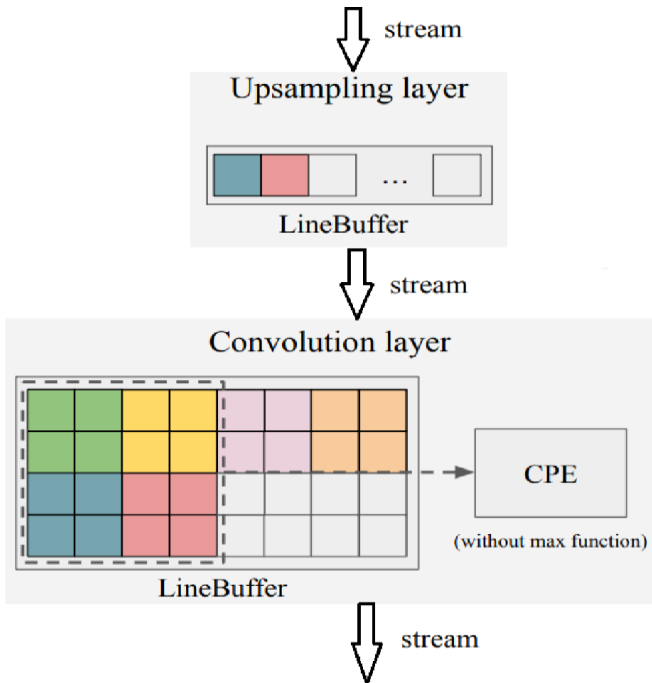 stream
Upsampling layer
...
LineBuffer
stream
Convolution layer
CPE
(without max function)
LineBuffer
stream